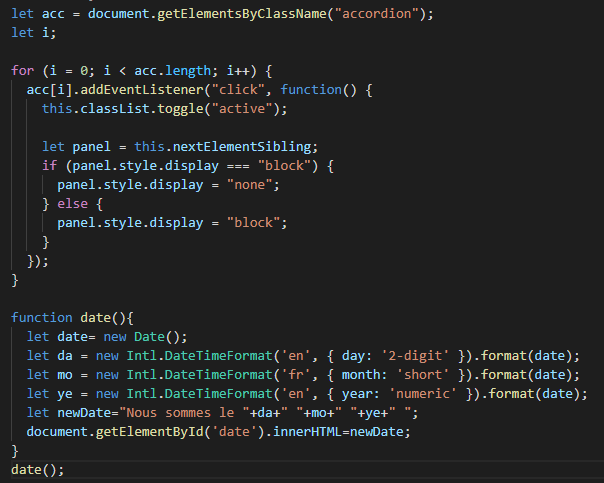 let acc = document.getElementsByClassName("accordion");
let i;

for (i = 0; i < acc.length; i++) {
  acc[i].addEventListener("click", function() {
    this.classList.toggle("active");

    let panel = this.nextElementSibling;
    if (panel.style.display === "block") {
      panel.style.display = "none";
    } else {
      panel.style.display = "block";
    }
  });
}

function date(){
  let date= new Date();
  let da = new Intl.DateTimeFormat('en', { day: '2-digit' }).format(date);
  let mo = new Intl.DateTimeFormat('fr', { month: 'short' }).format(date);
  let ye = new Intl.DateTimeFormat('en', { year: 'numeric' }).format(date);
  let newDate="Nous sommes le "+da+" "+mo+" "+ye+" ";
  document.getElementById('date').innerHTML=newDate;
}
date();